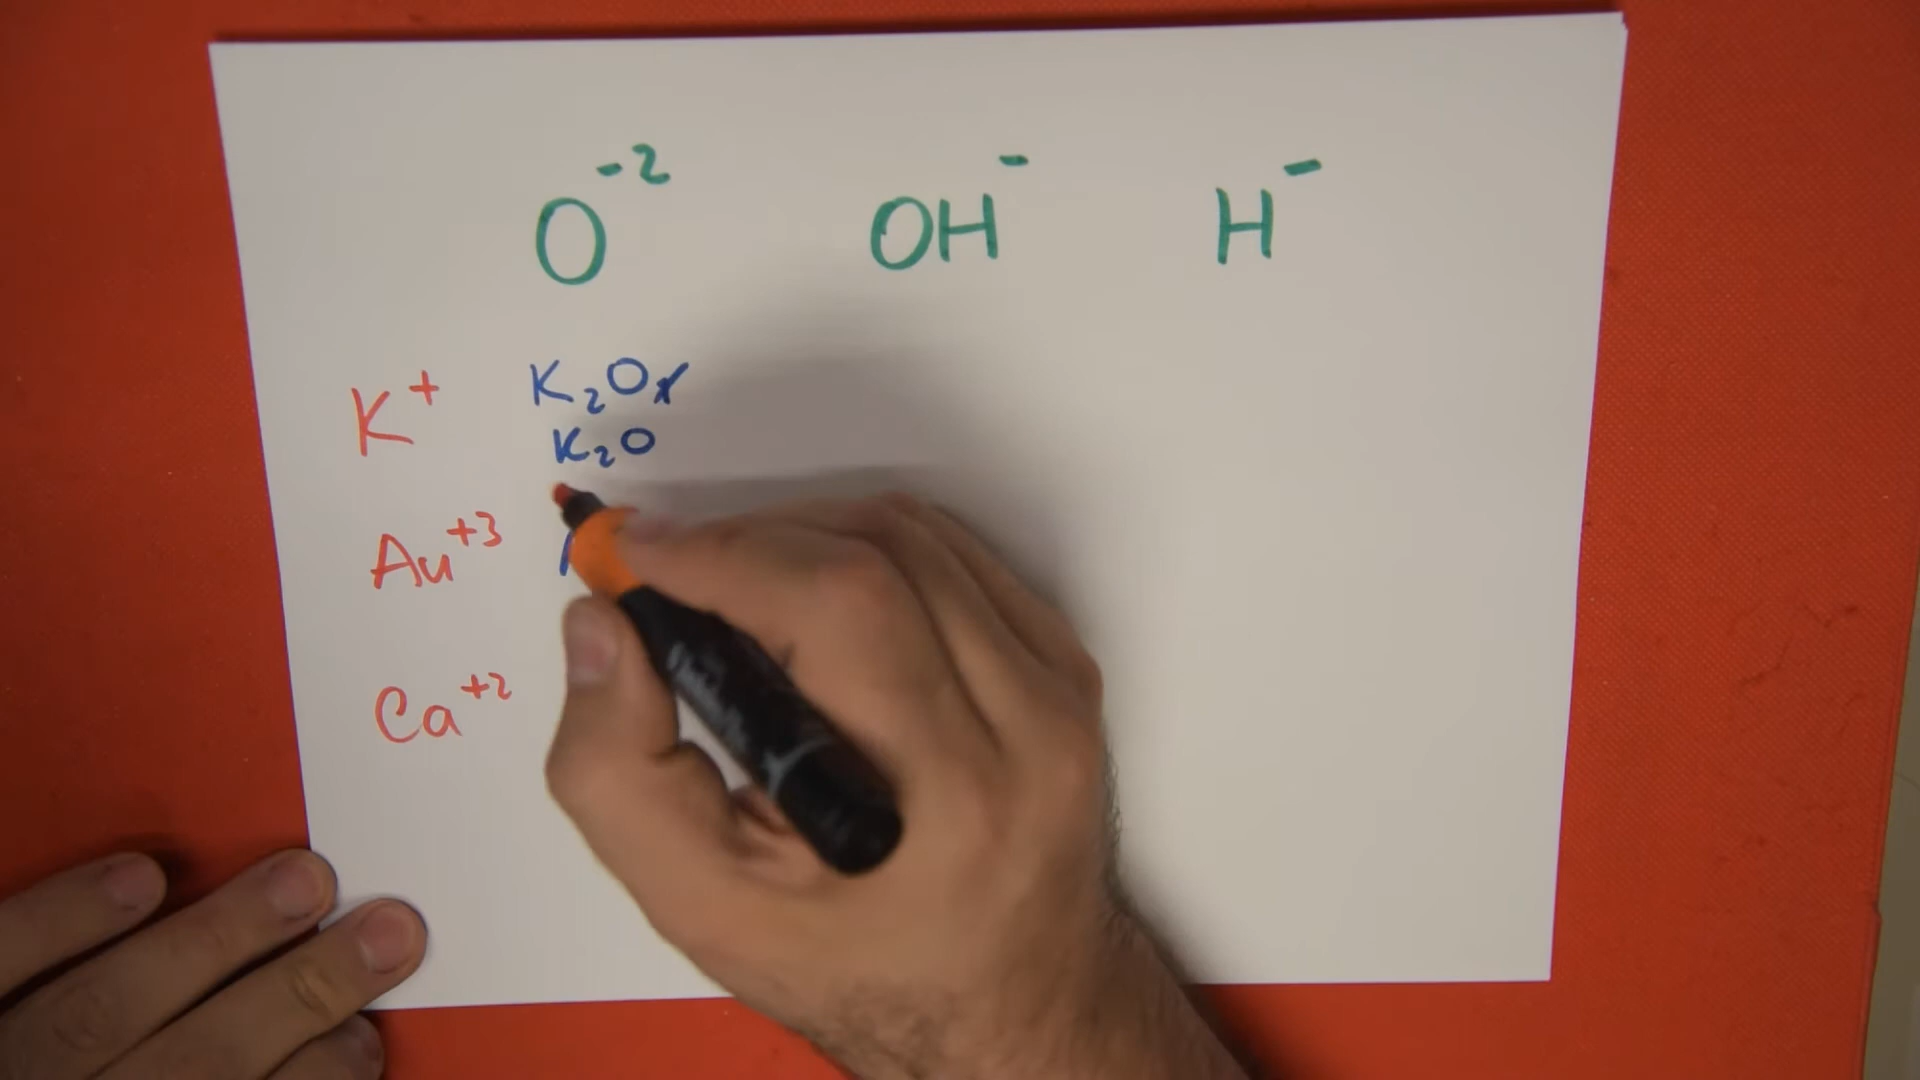 O⁻² OH⁻ H⁻
K⁺ K₂O₁
K₂O
Au⁺³
Ca⁺²